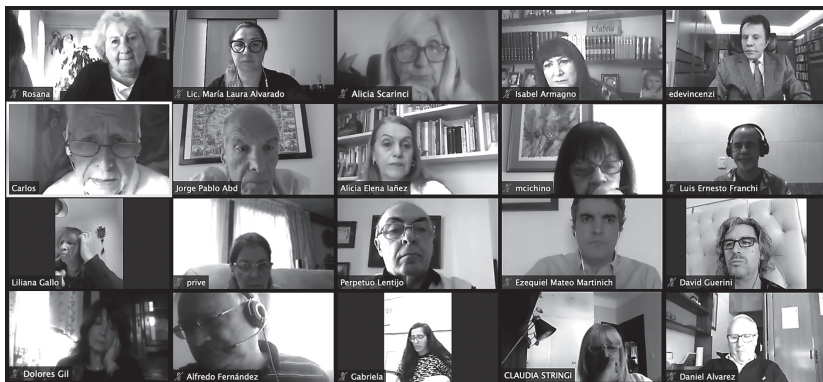 Rosana
Lic. María Laura Alvarado
Alicia Scarinci
Chabela
Isabel Armagno
edevincenzi
Carlos
Jorge Pablo Abd
Alicia Elena Iañez
mcichino
Luis Ernesto Franchi
Liliana Gallo
prive
Perpetuo Lentijo
Ezequiel Mateo Martinich
David Guerini
Dolores Gil
Alfredo Fernández
Gabriela
CLAUDIA STRINGI
Daniel Alvarez